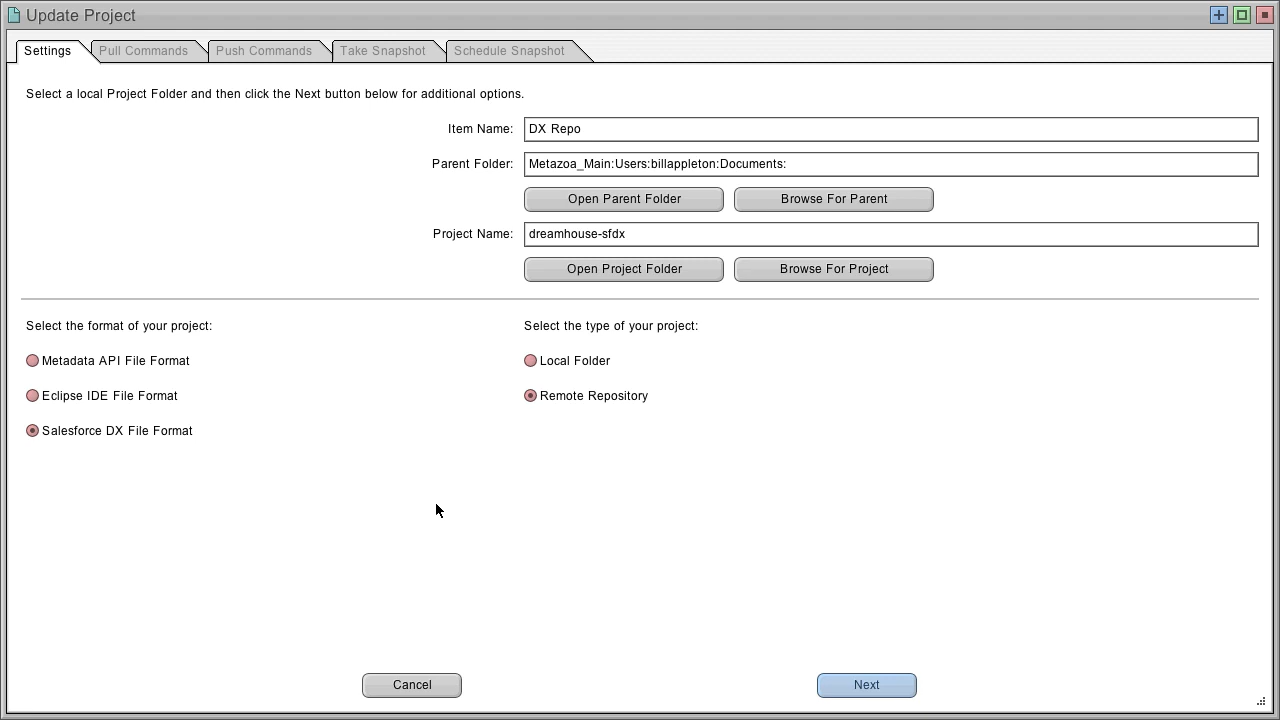 Update Project
Settings Pull Commands Push Commands Take Snapshot Schedule Snapshot
Select a local Project Folder and then click the Next button below for additional options.
Item Name: DX Repo
Parent Folder: Metazoa_Main:Users:billappleton:Documents:
Open Parent Folder Browse For Parent
Project Name: dreamhouse-sfdx
Open Project Folder Browse For Project
Select the format of your project: Select the type of your project:
Metadata API File Format Local Folder
Eclipse IDE File Format Remote Repository
Salesforce DX File Format
Cancel Next